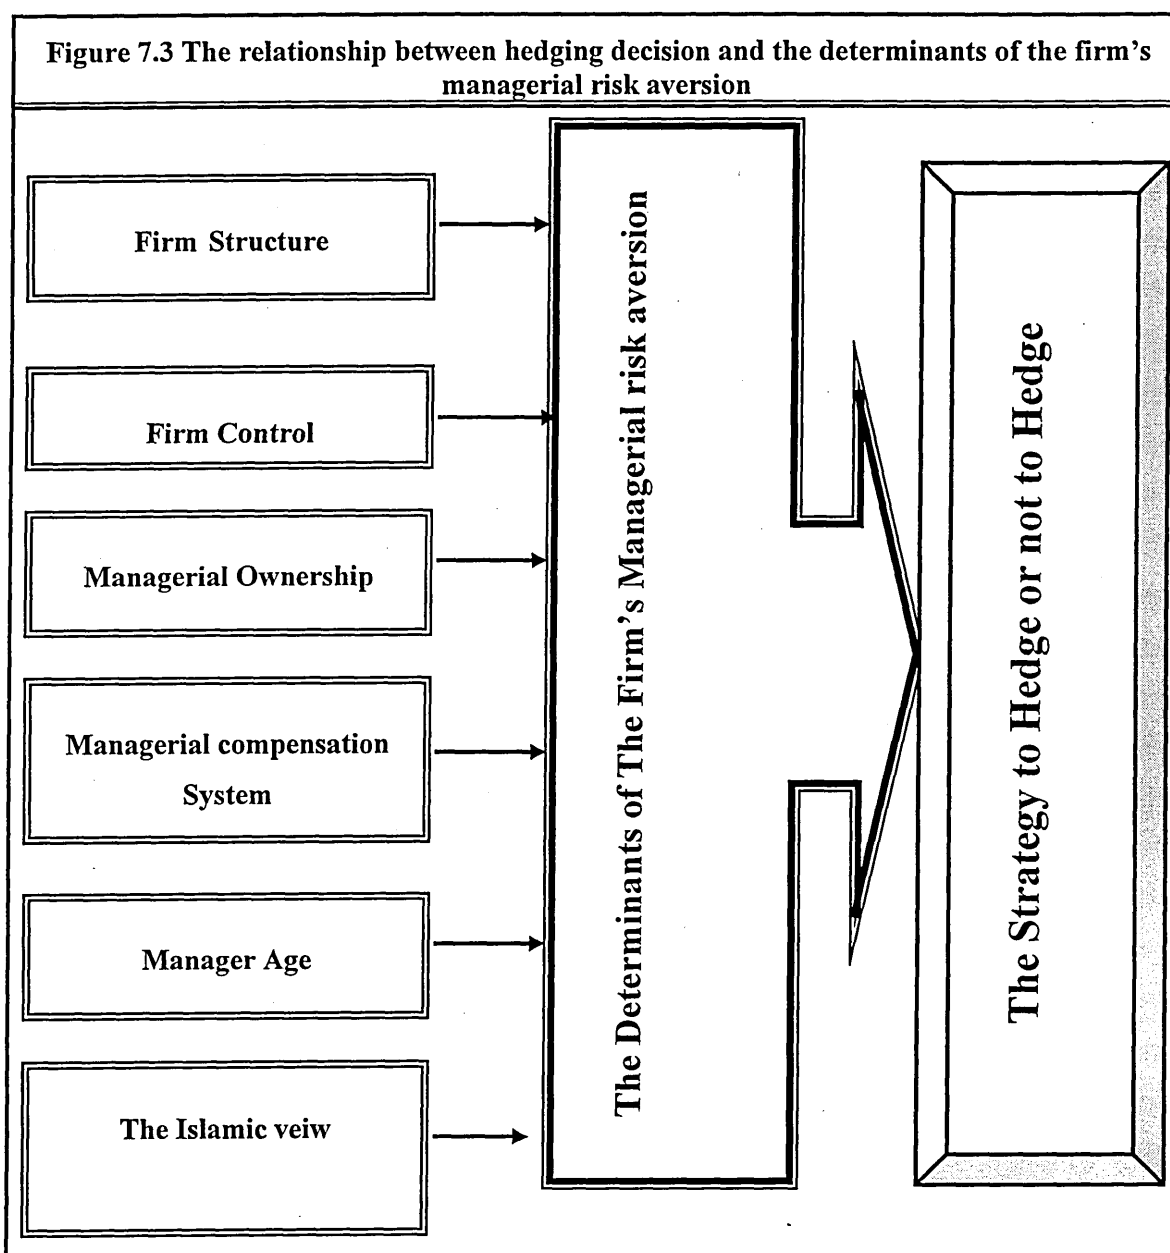 Figure 7.3 The relationship between hedging decision and the determinants of the firm's
managerial risk aversion
Firm Structure
Firm Control
Managerial Ownership
Managerial compensation
System
Manager Age
The Islamic veiw
The Determinants of The Firm's Managerial risk aversion
The Strategy to Hedge or not to Hedge